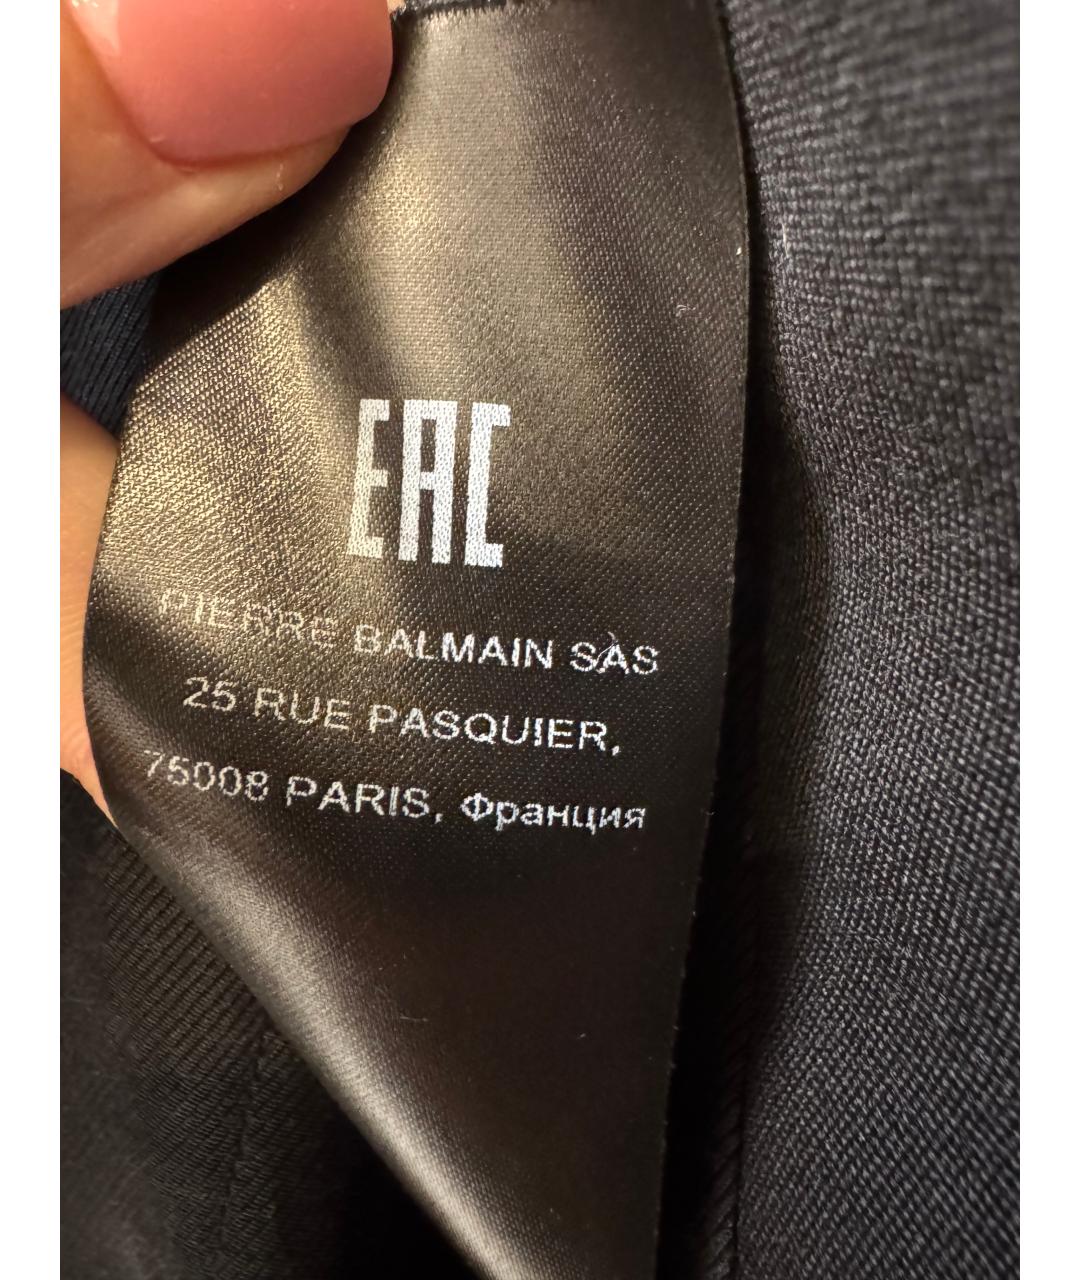 EAC
PIERRE BALMAIN SAS
25 RUE PASQUIER,
75008 PARIS, Франция